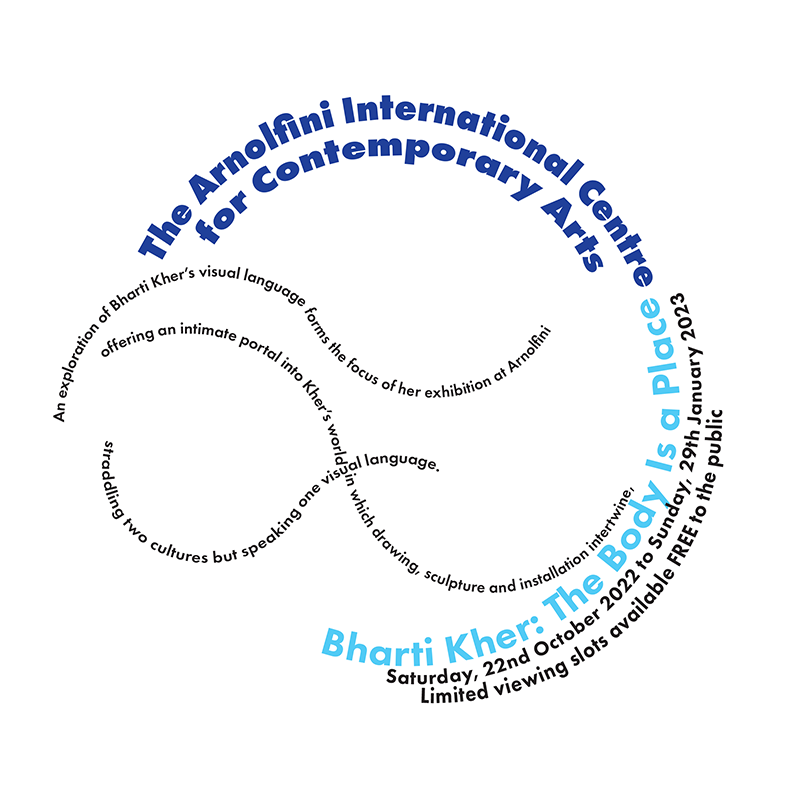 The Arnolfini International Centre
for Contemporary Arts
An exploration of Bharti Kher's visual language forms the focus of her exhibition at Arnolfini
offering an intimate portal into Kher's world, in which drawing, sculpture and installation intertwine,
straddling two cultures but speaking one visual language.
Bharti Kher: The Body Is a Place
Saturday, 22nd October 2022 to Sunday, 29th January 2023
Limited viewing slots available FREE to the public